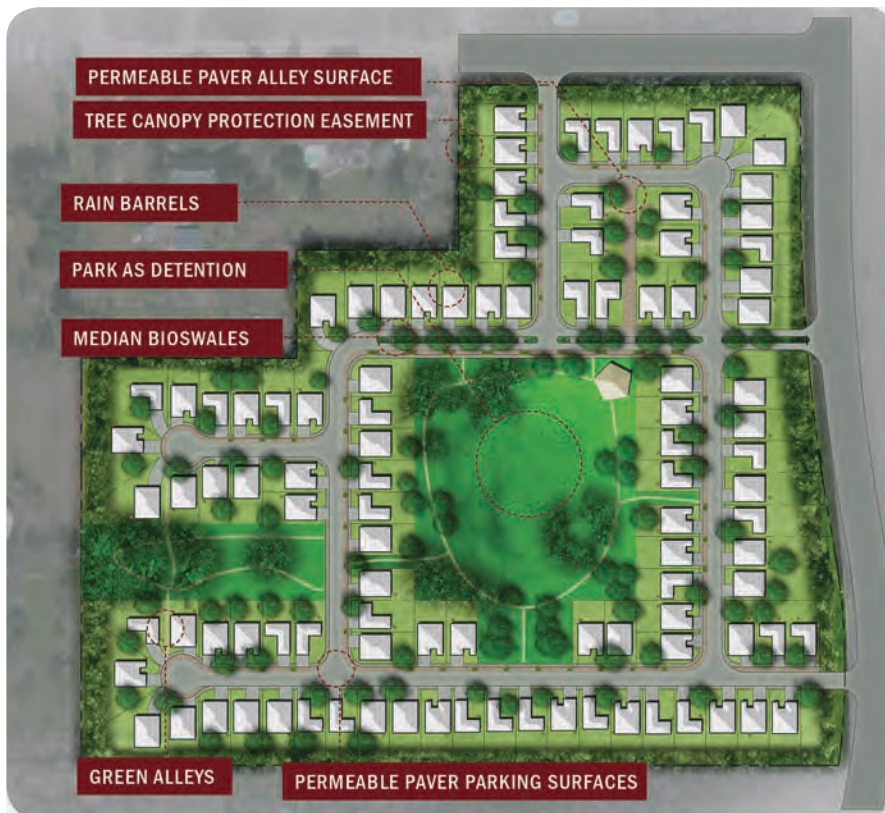 PERMEABLE PAVER ALLEY SURFACE
TREE CANOPY PROTECTION EASEMENT
RAIN BARRELS
PARK AS DETENTION
MEDIAN BIOSWALES
GREEN ALLEYS
PERMEABLE PAVER PARKING SURFACES